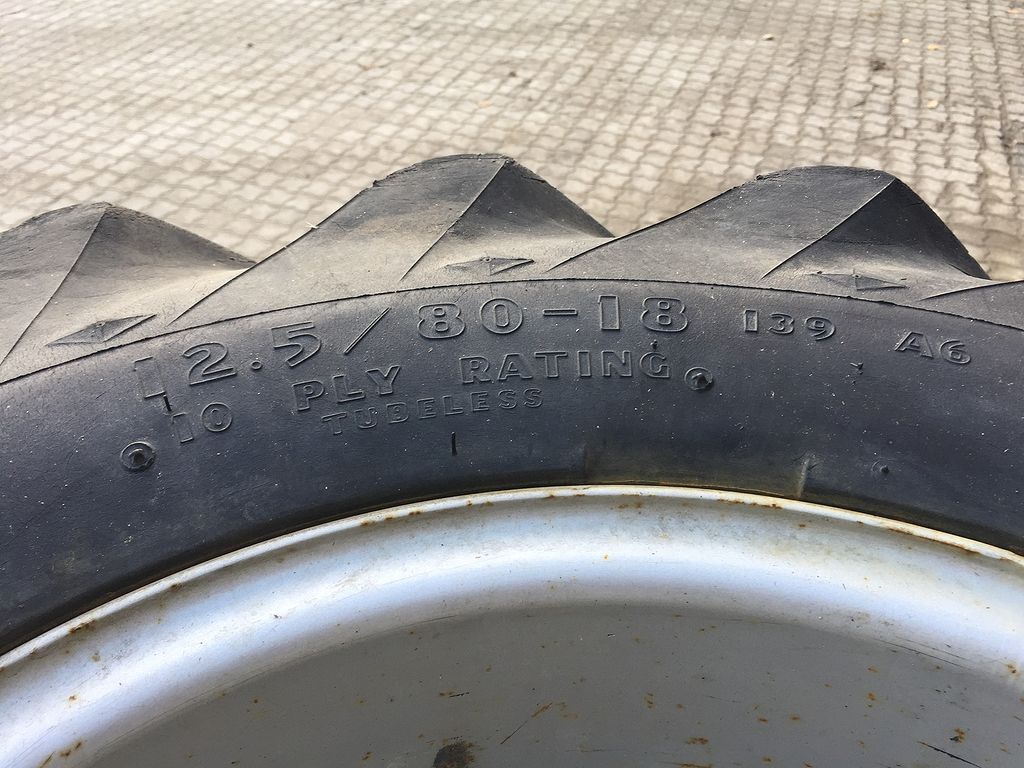 12.5/80-18 139 A6
10 PLY RATING
TUBELESS